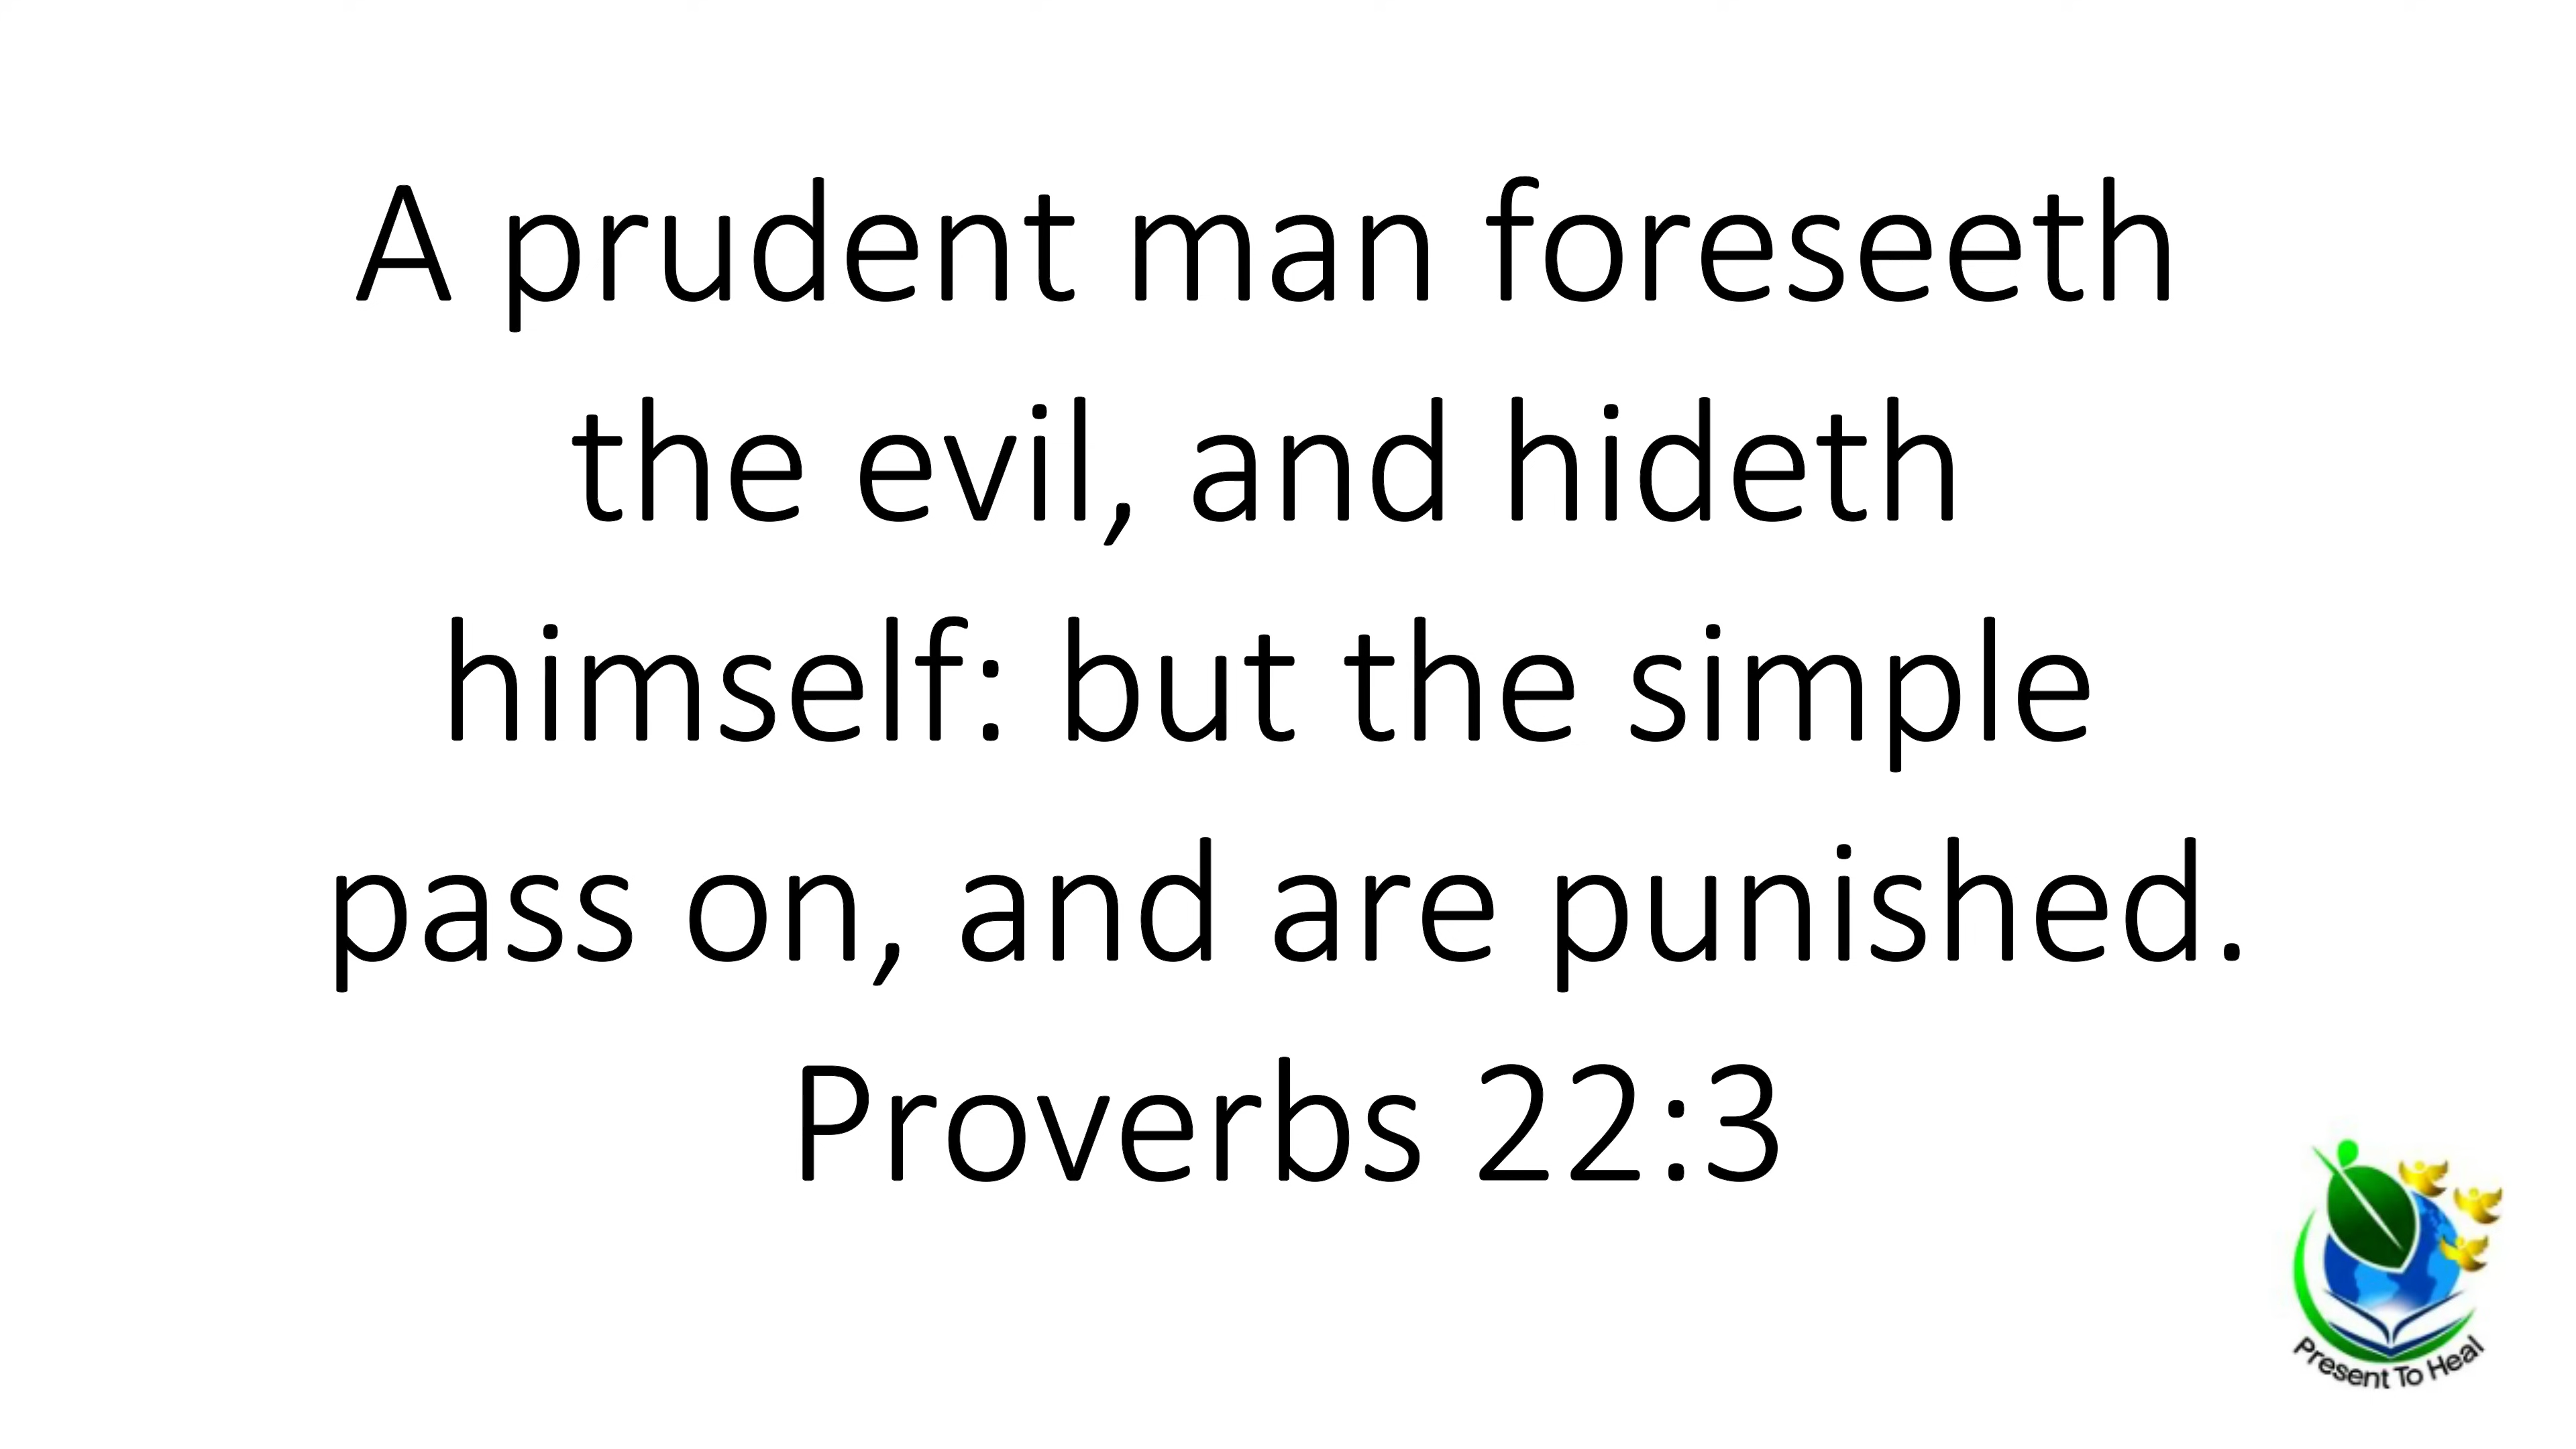 A prudent man foreseeth
the evil, and hideth
himself: but the simple
pass on, and are punished.
Proverbs 22:3
Present To Heal